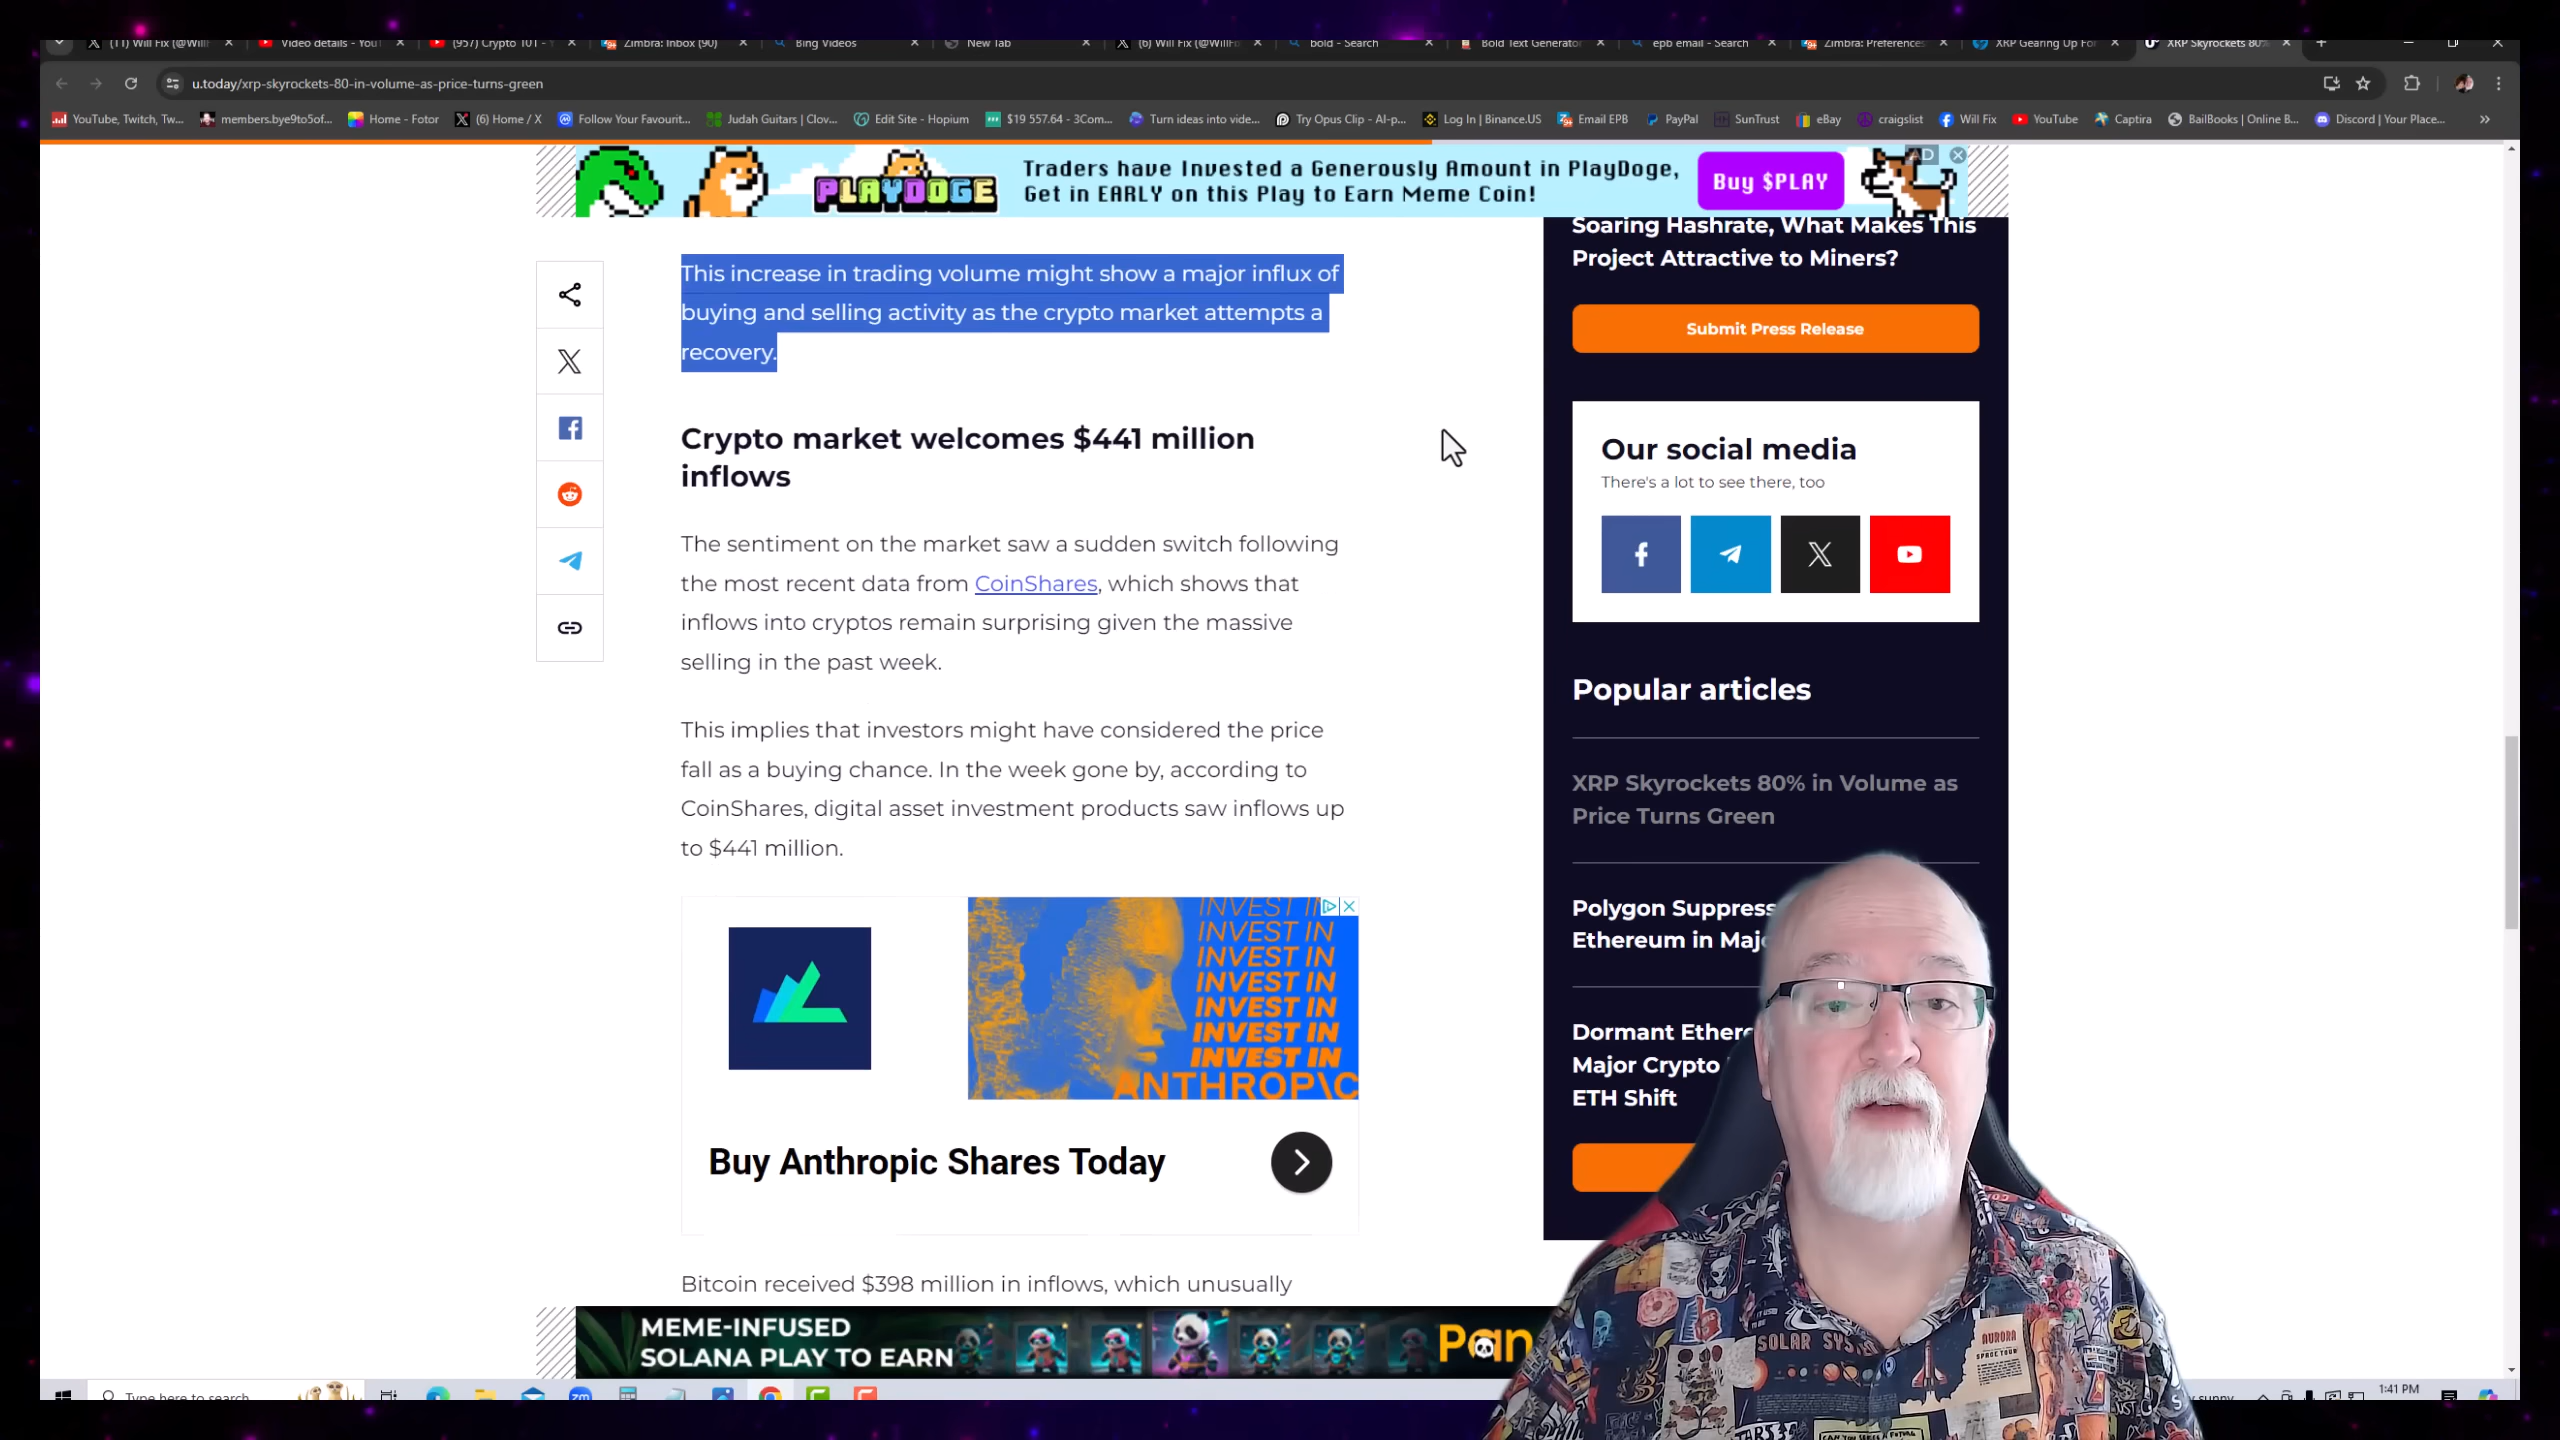 (11) Will Fix (@Will
Video details - YouT
(957) Crypto 101 - Y
Zimbra: Inbox (90)
Bing Videos
New Tab
(6) Will Fix (@WillFo
bold - Search
Bold Text Generator
epb email - Search
Zimbra: Preferences
XRP Gearing Up For
XRP Skyrockets 80%
u.today/xrp-skyrockets-80-in-volume-as-price-turns-green
YouTube, Twitch, Tw...
members.bye9to5of...
Home - Fotor
(6) Home / X
Follow Your Favourit...
Judah Guitars | Clov...
Edit Site - Hopium
$19 557.64 - 3Com...
Turn ideas into vide...
Try Opus Clip - AI-p...
Log In | Binance.US
Email EPB
PayPal
SunTrust
eBay
craigslist
Will Fix
YouTube
Captira
BailBooks | Online B...
Discord | Your Place...
PLAYDOGE
Traders have Invested a Generously Amount in PlayDoge,
Get in EARLY on this Play to Earn Meme Coin!
Buy $PLAY
AD
This increase in trading volume might show a major influx of
buying and selling activity as the crypto market attempts a
recovery.
Crypto market welcomes $441 million
inflows
The sentiment on the market saw a sudden switch following
the most recent data from CoinShares, which shows that
inflows into cryptos remain surprising given the massive
selling in the past week.
This implies that investors might have considered the price
fall as a buying chance. In the week gone by, according to
CoinShares, digital asset investment products saw inflows up
to $441 million.
INVEST IN
INVEST IN
INVEST IN
INVEST IN
INVEST IN
INVEST IN
INVEST IN
ANTHROP\C
Buy Anthropic Shares Today
Bitcoin received $398 million in inflows, which unusually
MEME-INFUSED
SOLANA PLAY TO EARN
Pan
Soaring Hashrate, What Makes This
Project Attractive to Miners?
Submit Press Release
Our social media
There's a lot to see there, too
Popular articles
XRP Skyrockets 80% in Volume as
Price Turns Green
Polygon Suppress
Ethereum in Maj
Dormant Ether
Major Crypto
ETH Shift
SOLAR SYS
AURORA
SPACE TOUR
Type here to search
sunny
1:41 PM